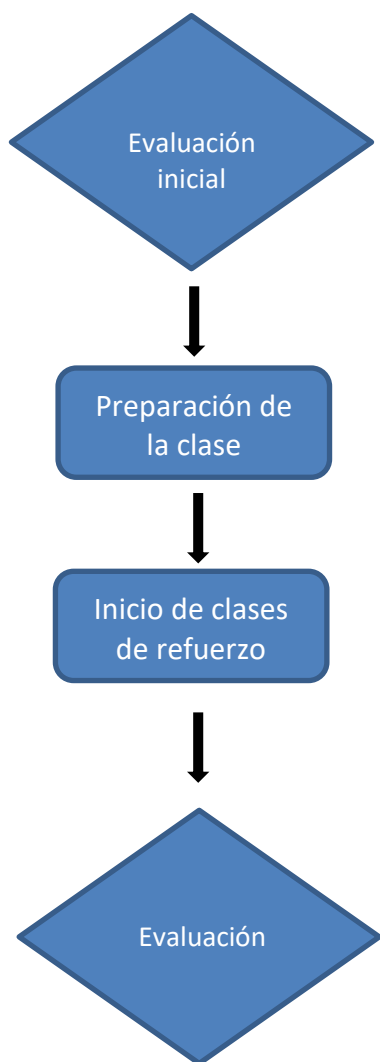 Evaluación
inicial
Preparación de
la clase
Inicio de clases
de refuerzo
Evaluación